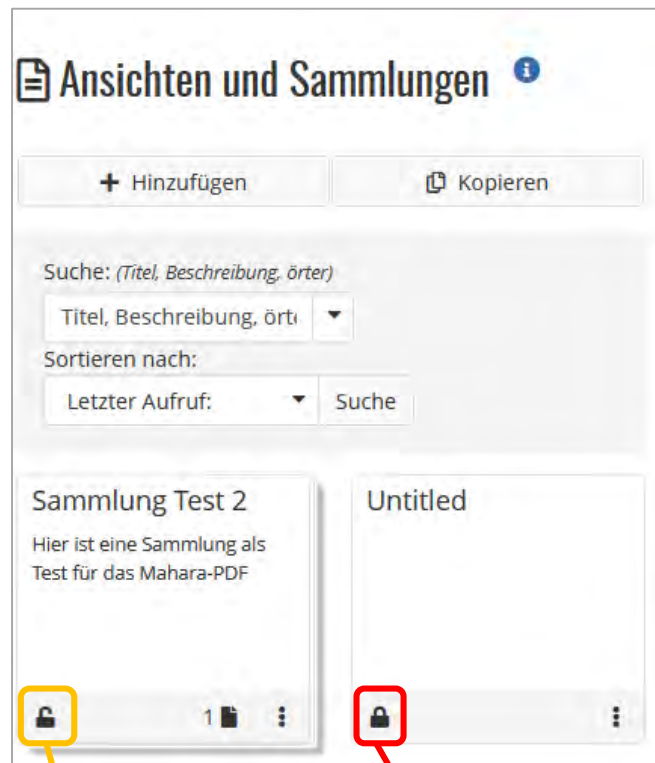 Ansichten und Sammlungen
+ Hinzufügen
Kopieren
Suche: (Titel, Beschreibung, örter)
Titel, Beschreibung,ört
Sortieren nach:
Letzter Aufruf:
Suche
Sammlung Test 2
Hier ist eine Sammlung als
Test für das Mahara-PDF
1
Untitled